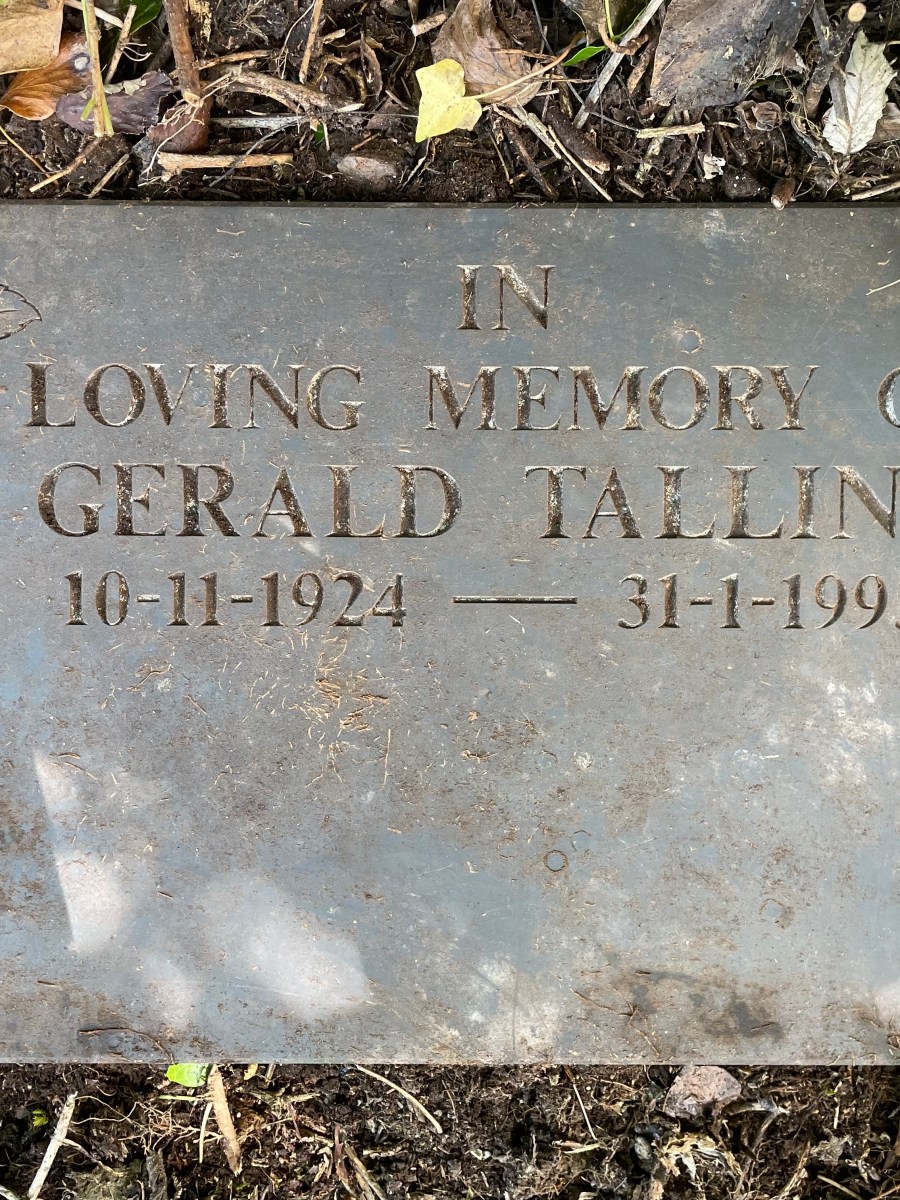 IN
LOVING MEMORY
GERALD
10-11-1924 — 31-1-199